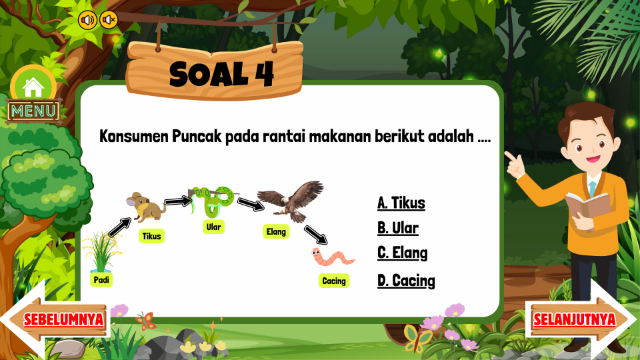 SOAL 4
MENU
Konsumen Puncak pada rantai makanan berikut adalah ....
Padi
Tikus
Ular
Elang
Cacing
A. Tikus
B. Ular
C. Elang
D. Cacing
SEBELUMNYA
SELANJUTNYA